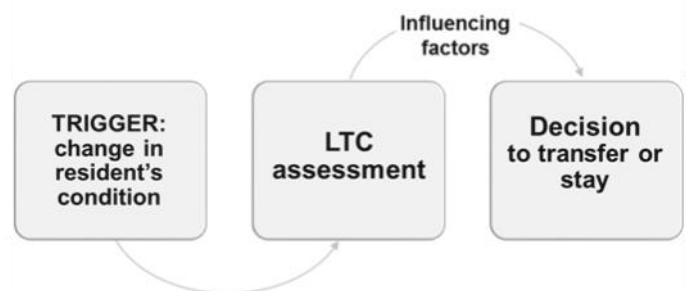 Influencing
factors
TRIGGER:
change in
resident's
condition
LTC
assessment
Decision
to transfer or
stay